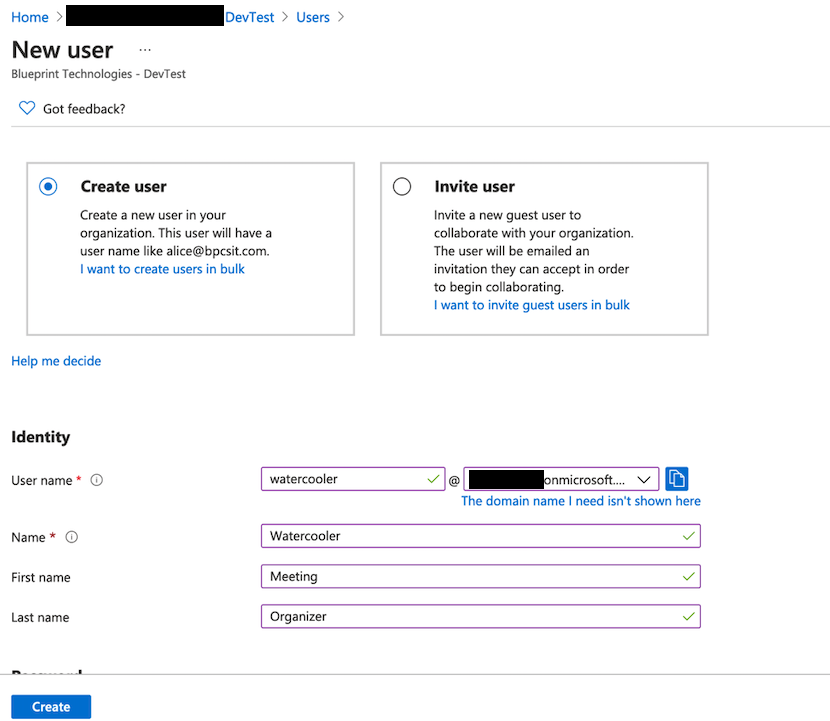 Home > DevTest > Users >
New user ...
Blueprint Technologies - DevTest
Got feedback?
Create user
Create a new user in your
organization. This user will have a
user name like alice@bpcsit.com.
I want to create users in bulk
Invite user
Invite a new guest user to
collaborate with your organization.
The user will be emailed an
invitation they can accept in order
to begin collaborating.
I want to invite guest users in bulk
Help me decide
Identity
User name * watercooler @ onmicrosoft....
The domain name I need isn't shown here
Name * Watercooler
First name Meeting
Last name Organizer
Password
Create